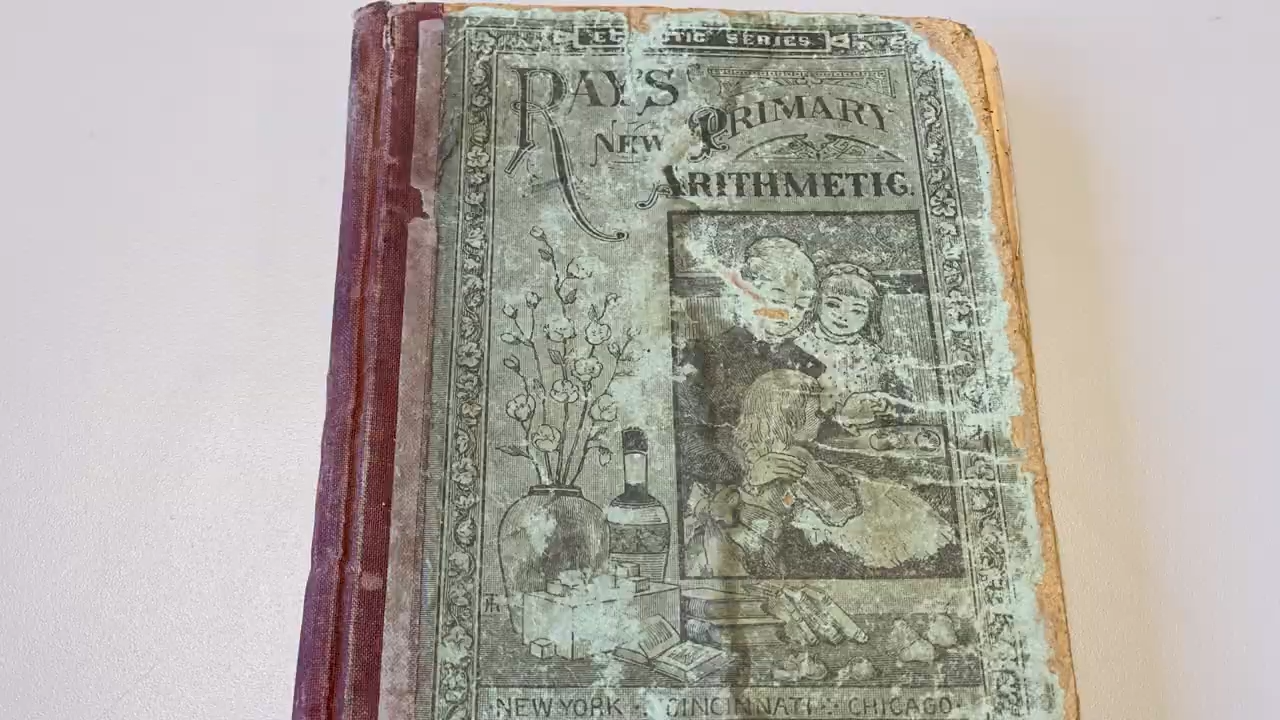 ECLECTIC SERIES.
RAY'S
NEW PRIMARY
ARITHMETIC.
NEW YORK · CINCINNATI · CHICAGO